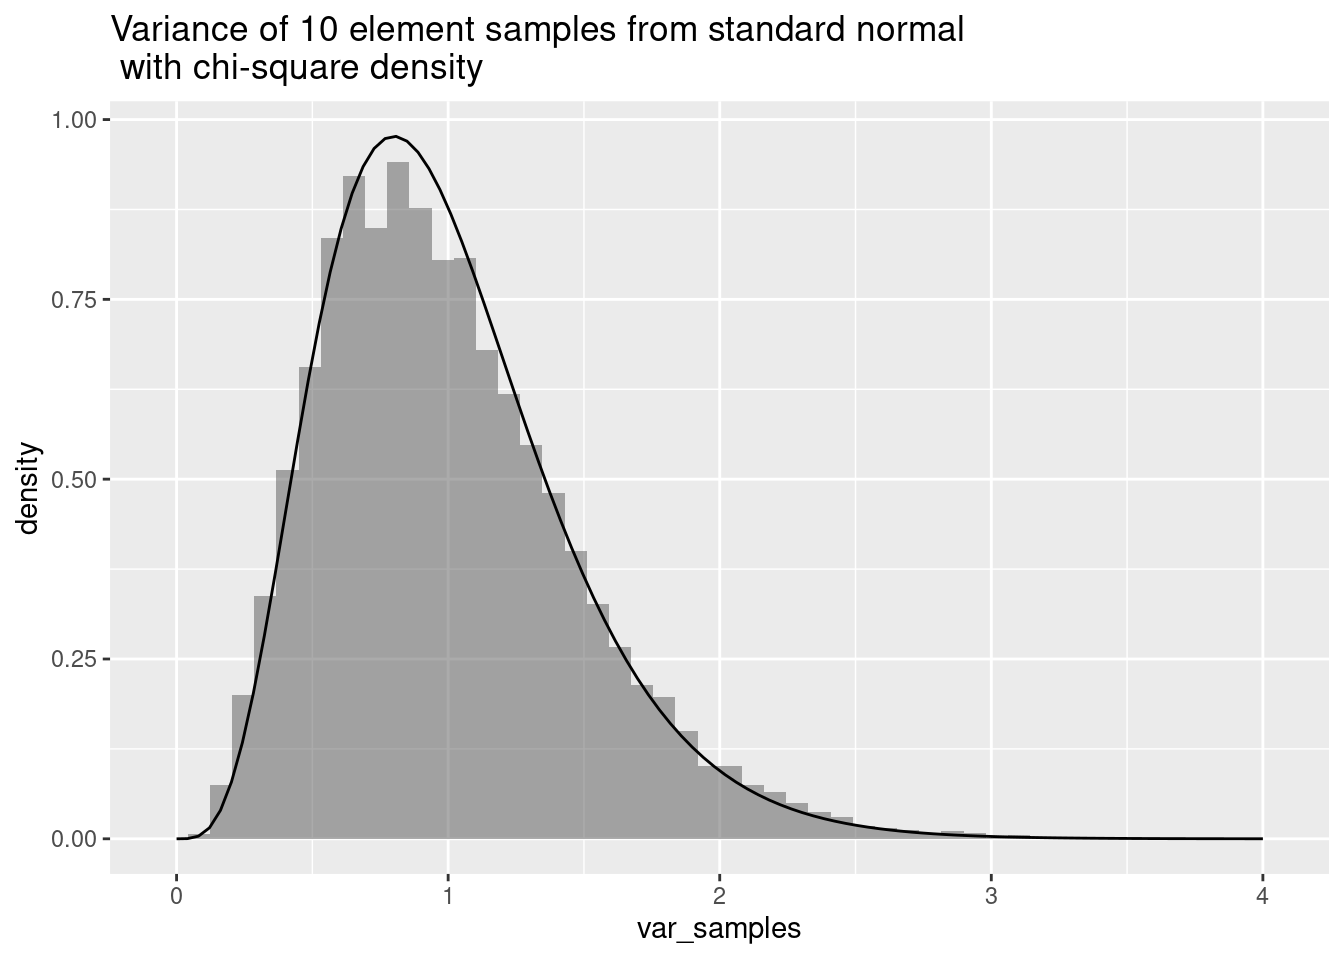 Variance of 10 element samples from standard normal
with chi-square density
1.00
0.75
0.50
0.25
0.00
density
0
1
2
3
4
var_samples